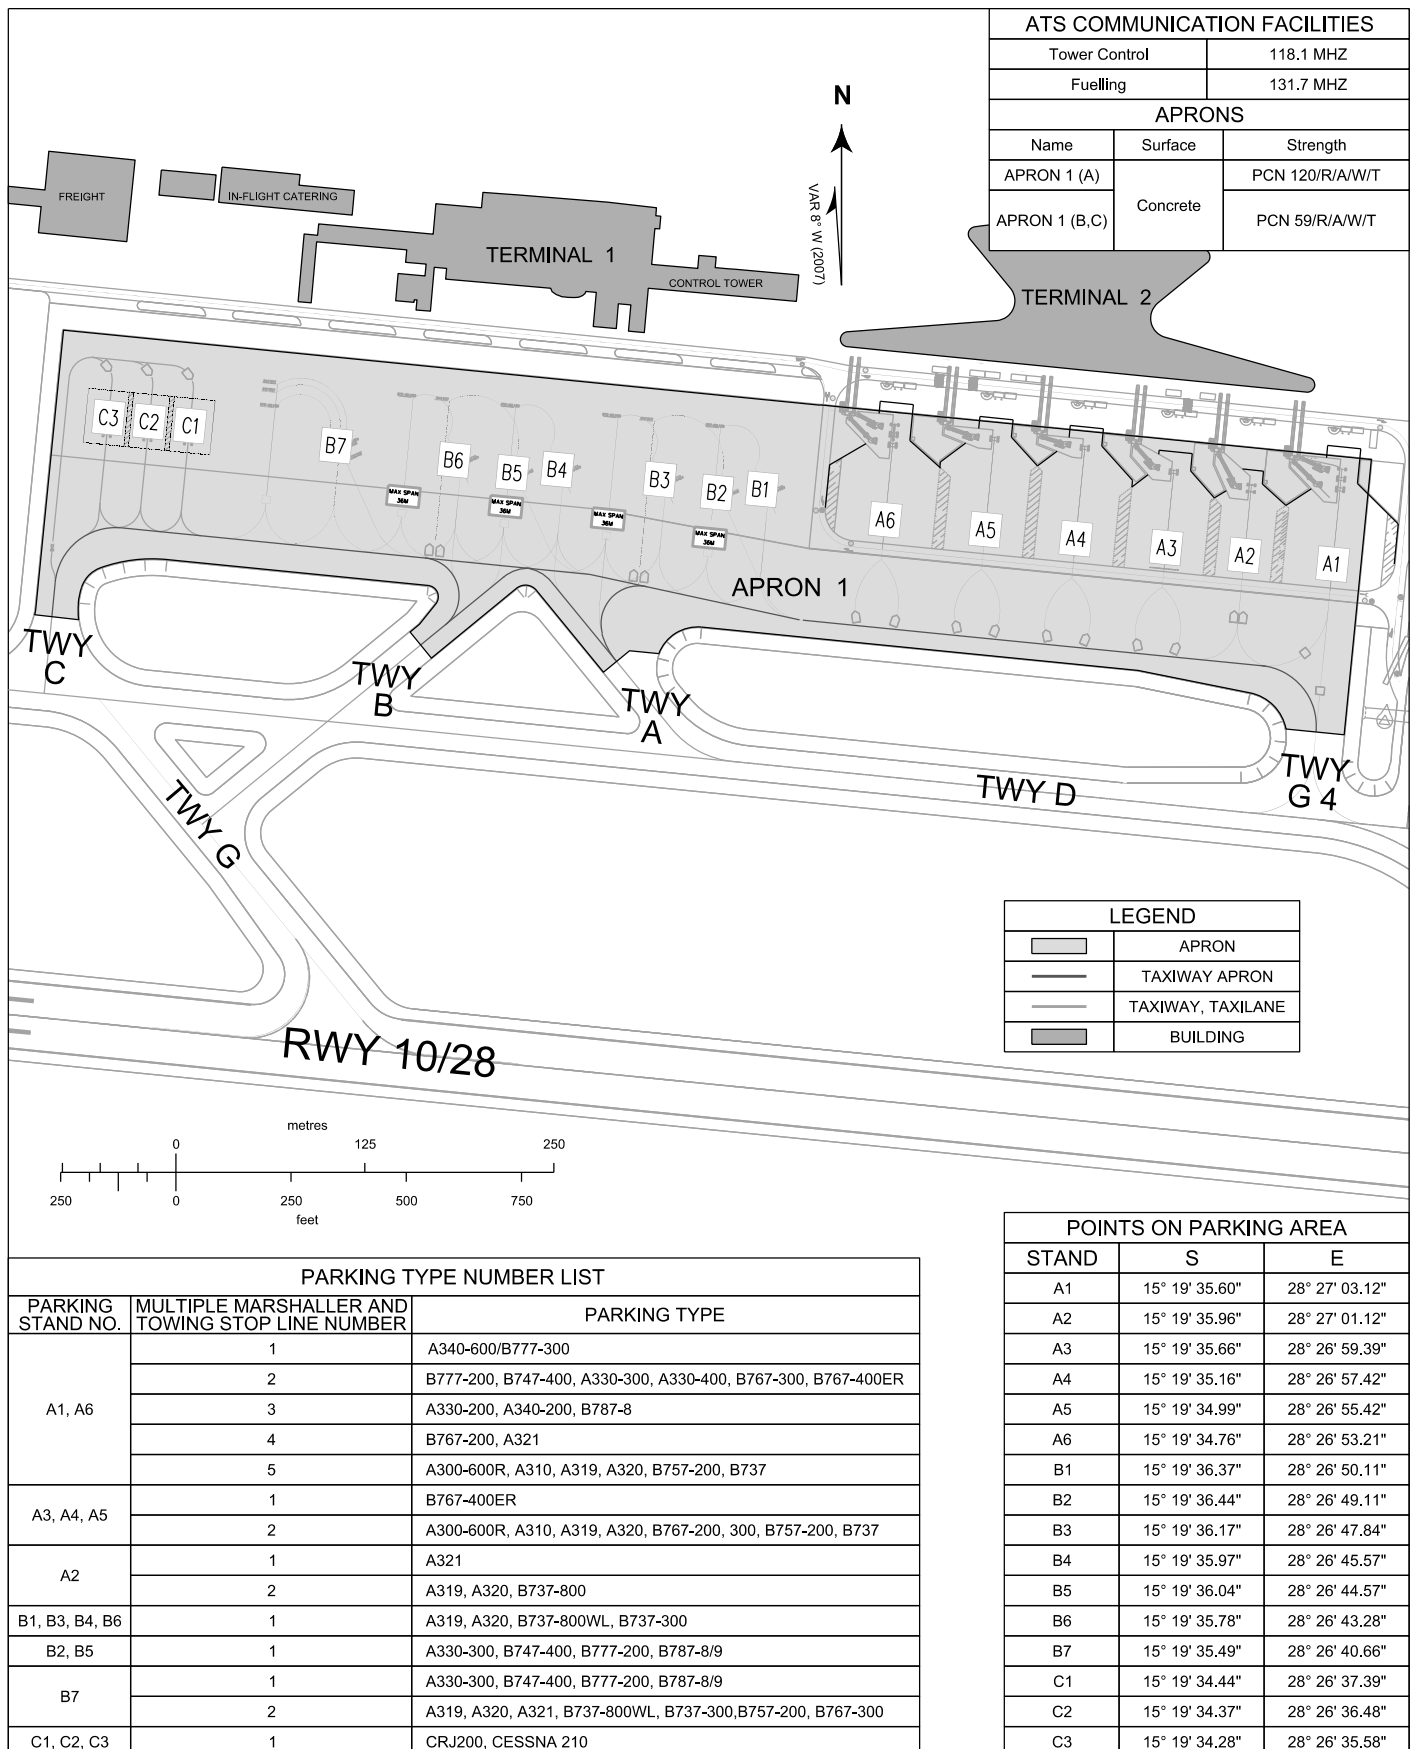 ATS COMMUNICATION FACILITIES
Tower Control 118.1 MHZ
Fuelling 131.7 MHZ
APRONS
Name Surface Strength
APRON 1 (A) PCN 120/R/A/W/T
Concrete
APRON 1 (B,C) PCN 59/R/A/W/T
N
VAR 8° W (2007)
FREIGHT
IN-FLIGHT CATERING
TERMINAL 1
CONTROL TOWER
TERMINAL 2
C3
C2
C1
B7
B6
B5
B4
B3
B2
B1
A6
A5
A4
A3
A2
A1
MAX SPAN
36M
MAX SPAN
36M
MAX SPAN
36M
MAX SPAN
36M
APRON 1
TWY
C
TWY
B
TWY
A
TWY D
TWY
G 4
TWY G
RWY 10/28
LEGEND
APRON
TAXIWAY APRON
TAXIWAY, TAXILANE
BUILDING
metres
0 125 250
250 0 250 500 750
feet
PARKING TYPE NUMBER LIST
PARKING
STAND NO.
MULTIPLE MARSHALLER AND
TOWING STOP LINE NUMBER
PARKING TYPE
A1, A6
1 A340-600/B777-300
2 B777-200, B747-400, A330-300, A330-400, B767-300, B767-400ER
3 A330-200, A340-200, B787-8
4 B767-200, A321
5 A300-600R, A310, A319, A320, B757-200, B737
A3, A4, A5
1 B767-400ER
2 A300-600R, A310, A319, A320, B767-200, 300, B757-200, B737
A2
1 A321
2 A319, A320, B737-800
B1, B3, B4, B6 1 A319, A320, B737-800WL, B737-300
B2, B5 1 A330-300, B747-400, B777-200, B787-8/9
B7
1 A330-300, B747-400, B777-200, B787-8/9
2 A319, A320, A321, B737-800WL, B737-300,B757-200, B767-300
C1, C2, C3 1 CRJ200, CESSNA 210
POINTS ON PARKING AREA
STAND S E
A1 15° 19' 35.60" 28° 27' 03.12"
A2 15° 19' 35.96" 28° 27' 01.12"
A3 15° 19' 35.66" 28° 26' 59.39"
A4 15° 19' 35.16" 28° 26' 57.42"
A5 15° 19' 34.99" 28° 26' 55.42"
A6 15° 19' 34.76" 28° 26' 53.21"
B1 15° 19' 36.37" 28° 26' 50.11"
B2 15° 19' 36.44" 28° 26' 49.11"
B3 15° 19' 36.17" 28° 26' 47.84"
B4 15° 19' 35.97" 28° 26' 45.57"
B5 15° 19' 36.04" 28° 26' 44.57"
B6 15° 19' 35.78" 28° 26' 43.28"
B7 15° 19' 35.49" 28° 26' 40.66"
C1 15° 19' 34.44" 28° 26' 37.39"
C2 15° 19' 34.37" 28° 26' 36.48"
C3 15° 19' 34.28" 28° 26' 35.58"